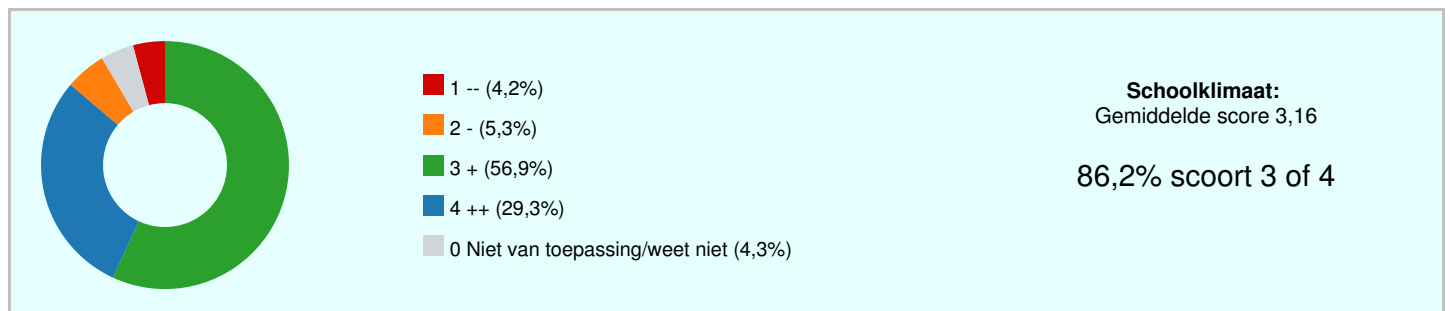 1 -- (4,2%)
2 - (5,3%)
3 + (56,9%)
4 ++ (29,3%)
0 Niet van toepassing/weet niet (4,3%)
Schoolklimaat:
Gemiddelde score 3,16
86,2% scoort 3 of 4